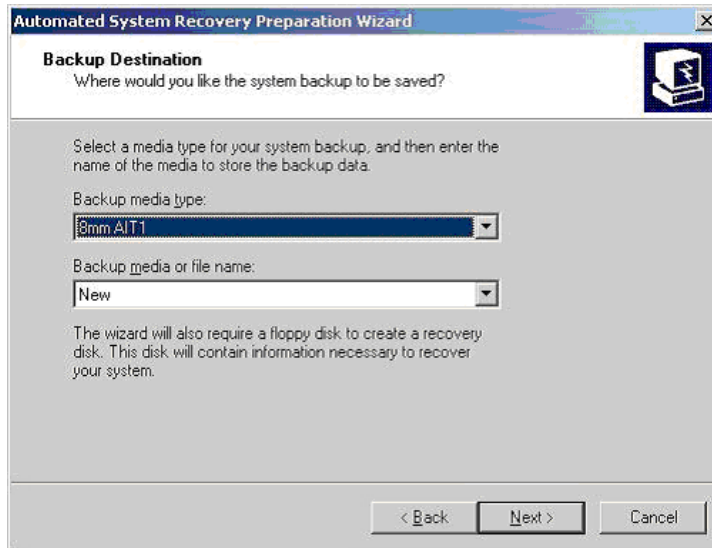 Automated System Recovery Preparation Wizard
Backup Destination
Where would you like the system backup to be saved?
Select a media type for your system backup, and then enter the
name of the media to store the backup data.
Backup media type:
8mm AIT1
Backup media or file name:
New
The wizard will also require a floppy disk to create a recovery
disk. This disk will contain information necessary to recover
your system.
< Back
Next >
Cancel